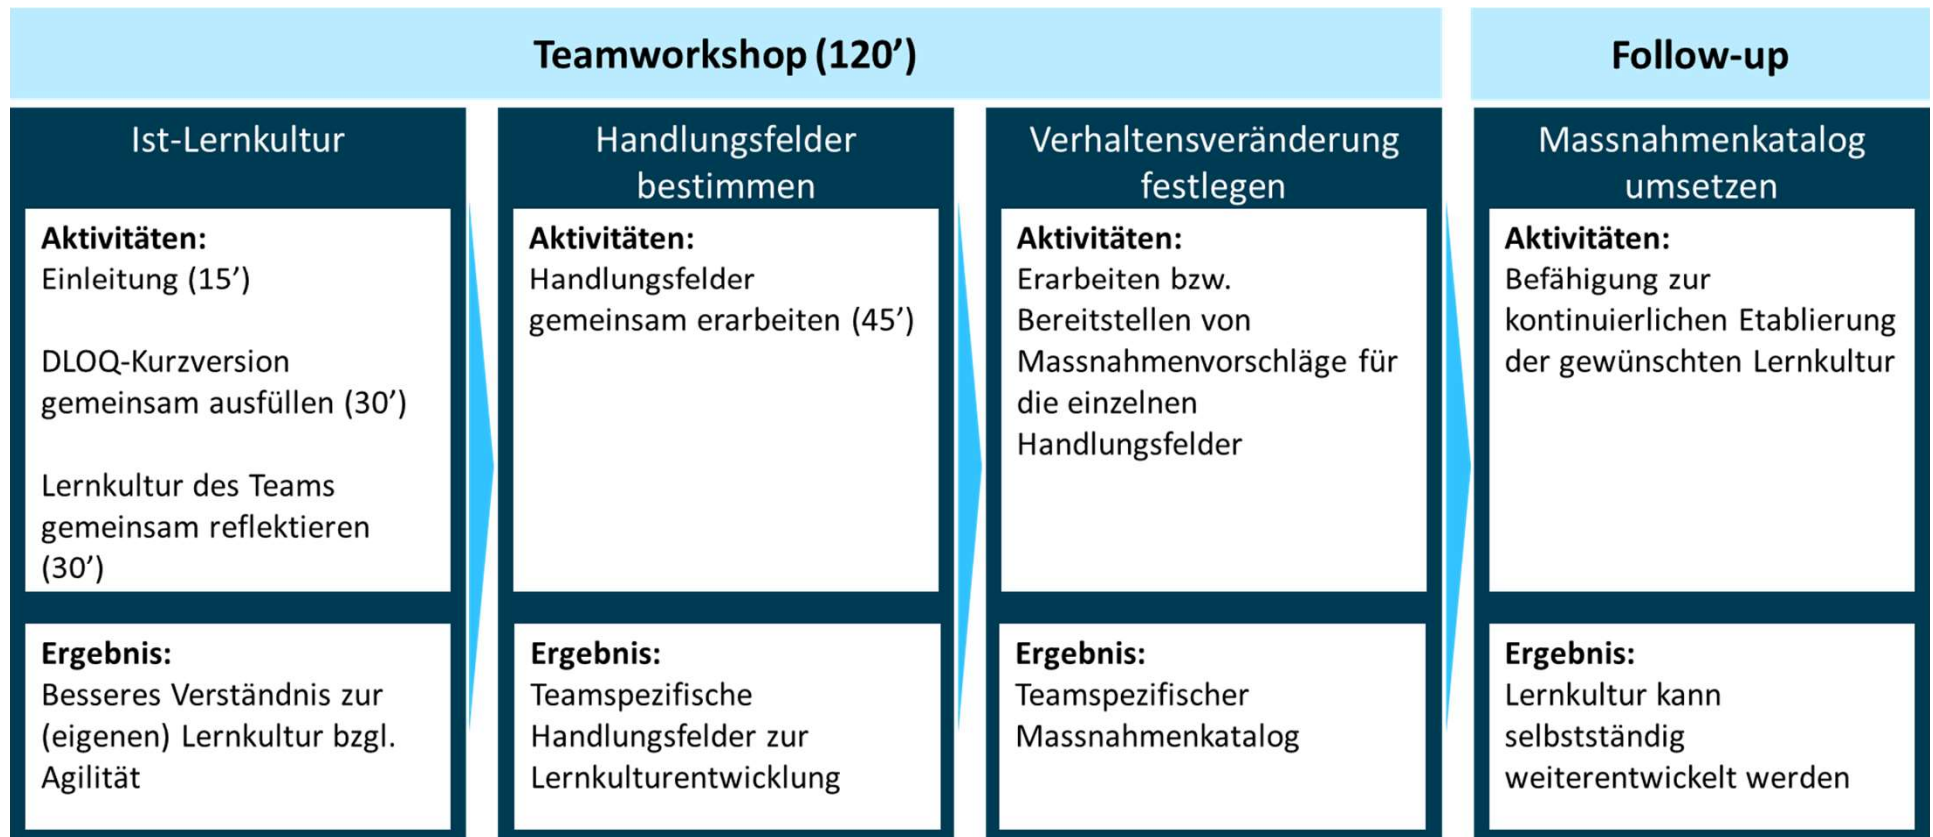 Teamworkshop (120’)
Follow-up
Ist-Lernkultur
Aktivitäten:
Einleitung (15’)
DLOQ-Kurzversion
gemeinsam ausfüllen (30’)
Lernkultur des Teams
gemeinsam reflektieren
(30’)
Ergebnis:
Besseres Verständnis zur
(eigenen) Lernkultur bzgl.
Agilität
Handlungsfelder
bestimmen
Aktivitäten:
Handlungsfelder
gemeinsam erarbeiten (45’)
Ergebnis:
Teamspezifische
Handlungsfelder zur
Lernkulturentwicklung
Verhaltensveränderung
festlegen
Aktivitäten:
Erarbeiten bzw.
Bereitstellen von
Massnahmenvorschläge für
die einzelnen
Handlungsfelder
Ergebnis:
Teamspezifischer
Massnahmenkatalog
Massnahmenkatalog
umsetzen
Aktivitäten:
Befähigung zur
kontinuierlichen Etablierung
der gewünschten Lernkultur
Ergebnis:
Lernkultur kann
selbstständig
weiterentwickelt werden